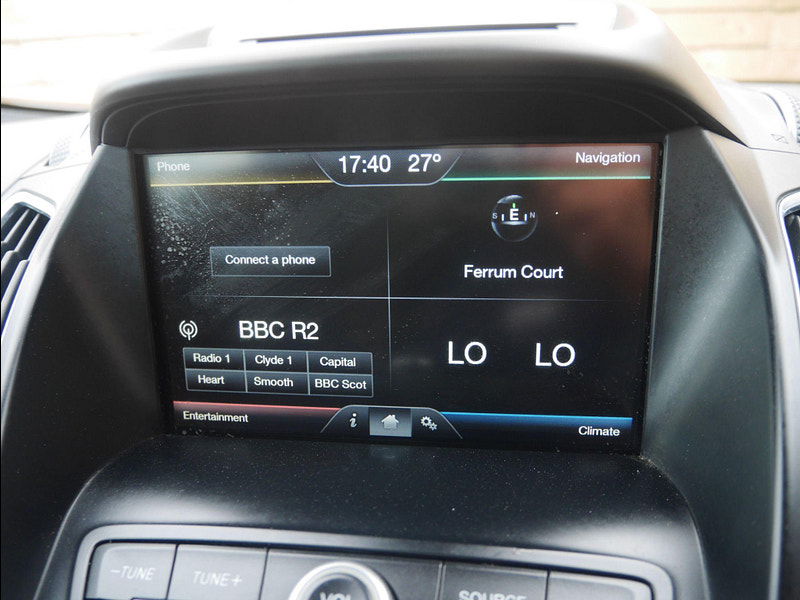 Phone 17:40 27° Navigation
S E N
Connect a phone
Ferrum Court
BBC R2
Radio 1 Clyde 1 Capital
Heart Smooth BBC Scot
LO LO
Entertainment
i
Climate
-TUNE TUNE+ VOL SOURCE